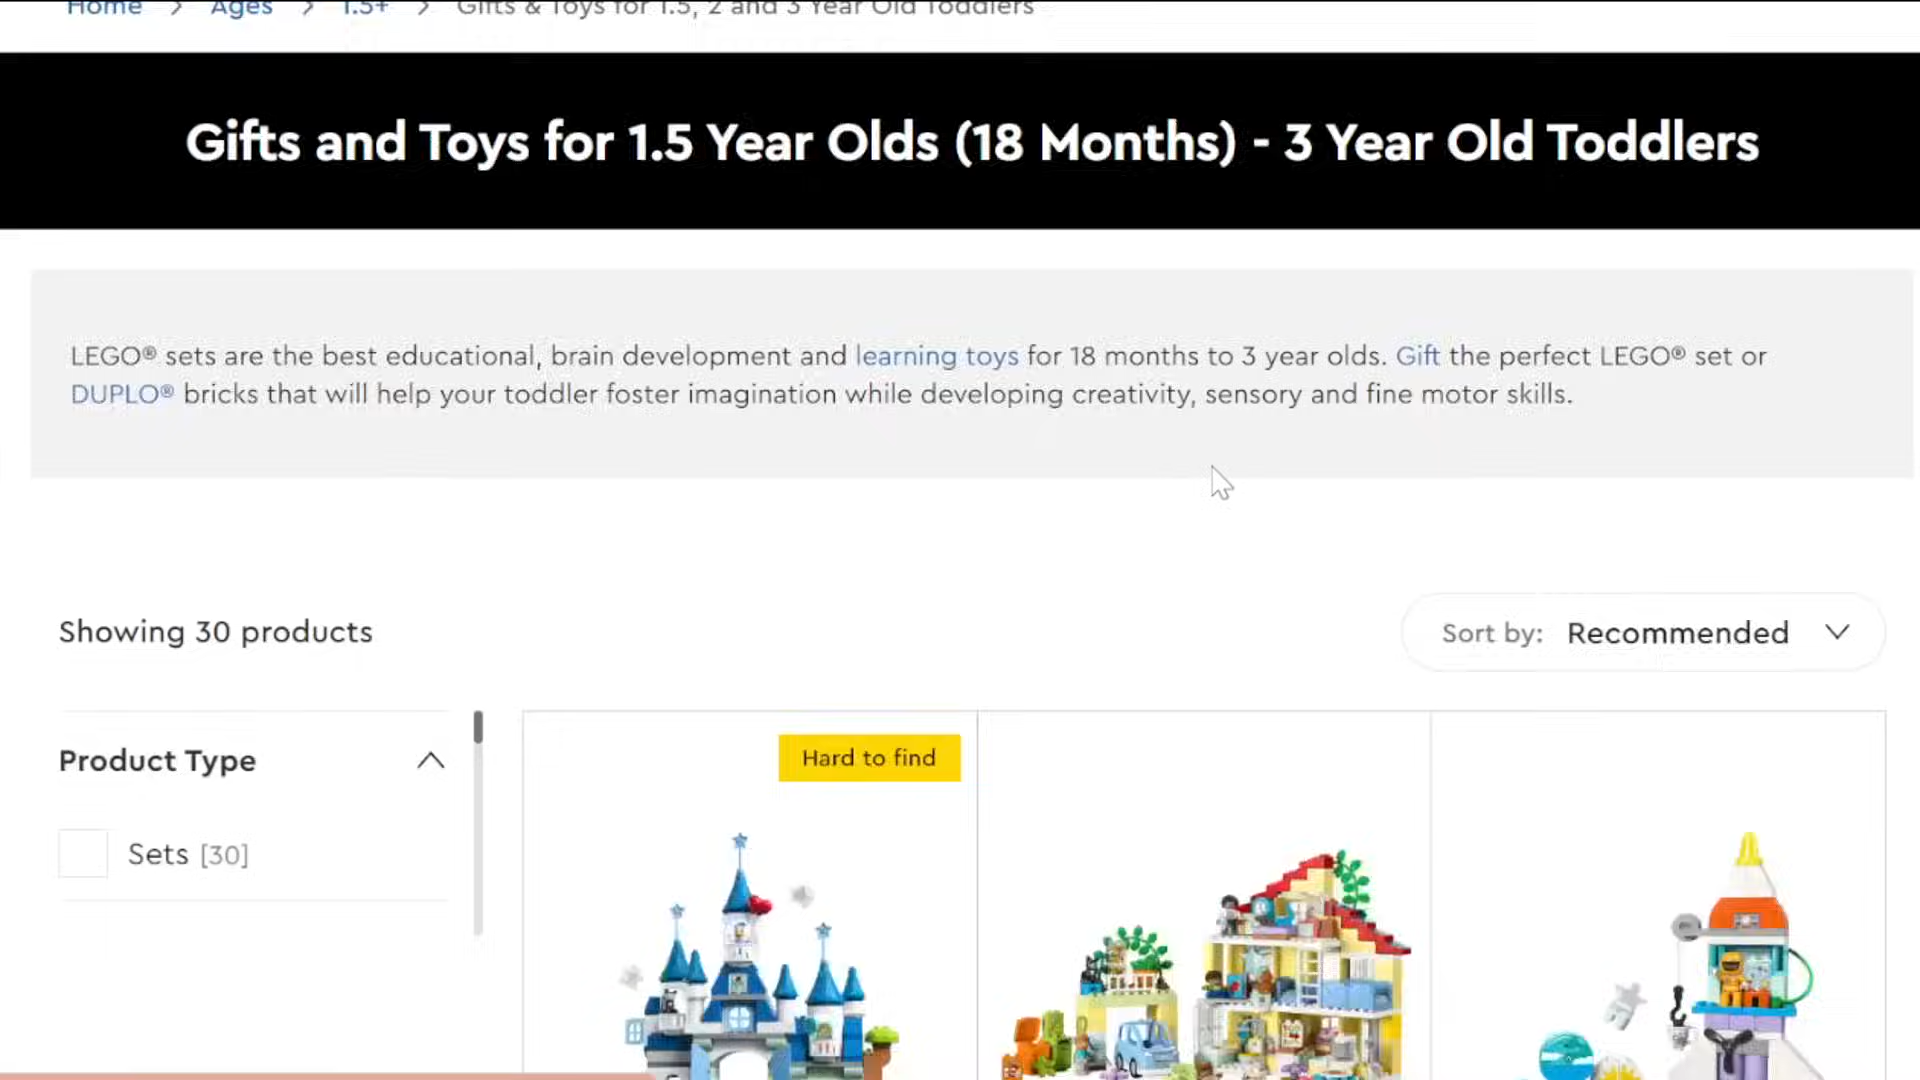 Home > Ages > 1.5+ > Gifts & Toys for 1.5, 2 and 3 Year Old Toddlers
Gifts and Toys for 1.5 Year Olds (18 Months) - 3 Year Old Toddlers
LEGO® sets are the best educational, brain development and learning toys for 18 months to 3 year olds. Gift the perfect LEGO® set or
DUPLO® bricks that will help your toddler foster imagination while developing creativity, sensory and fine motor skills.
Showing 30 products
Sort by: Recommended
Product Type
Hard to find
Sets [30]